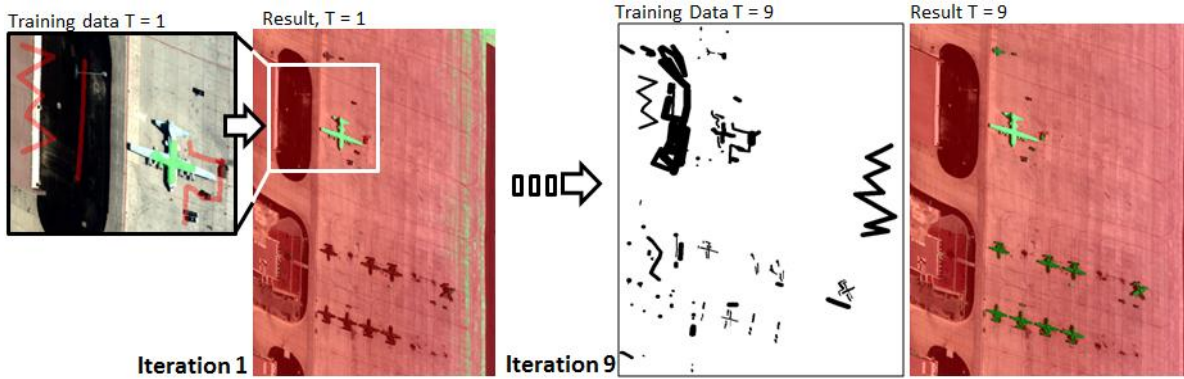 Training data T = 1
Result, T = 1
Training Data T = 9
Result T = 9
Iteration 1
Iteration 9